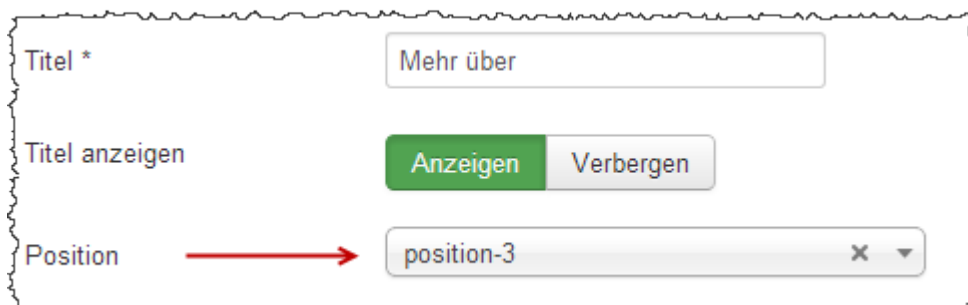 Titel * Mehr über
Titel anzeigen Anzeigen Verbergen
Position position-3